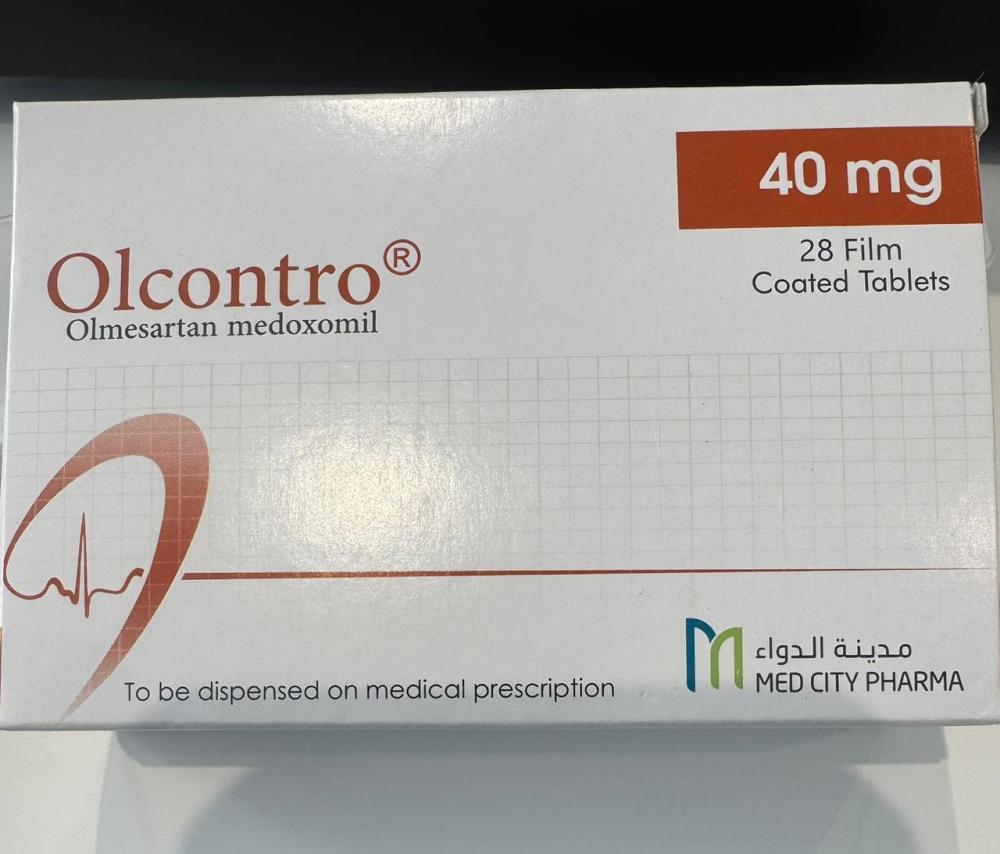 40 mg
28 Film
Coated Tablets
Olcontro®
Olmesartan medoxomil
مدينة الدواء
MED CITY PHARMA
To be dispensed on medical prescription